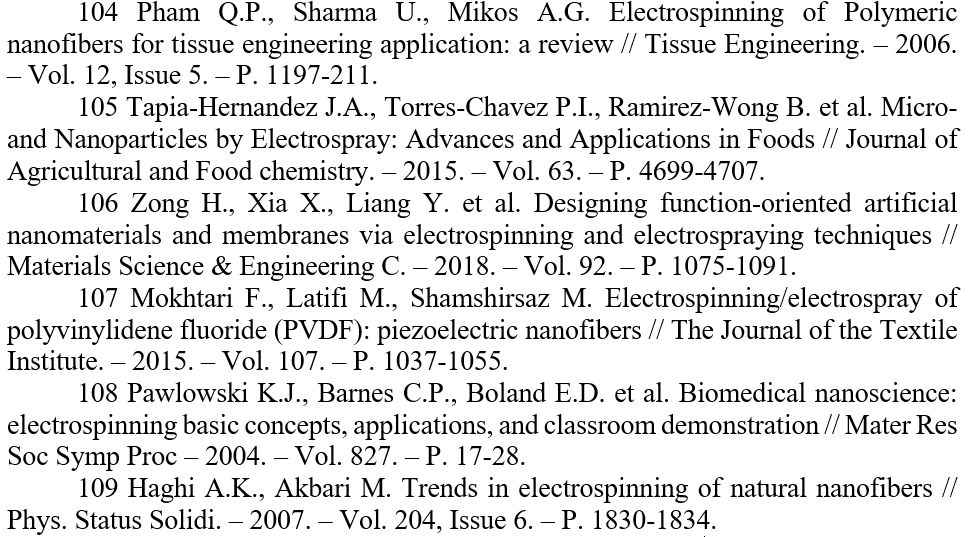 104 Pham Q.P., Sharma U., Mikos A.G. Electrospinning of Polymeric
nanofibers for tissue engineering application: a review // Tissue Engineering. – 2006.
– Vol. 12, Issue 5. – P. 1197-211.
105 Tapia-Hernandez J.A., Torres-Chavez P.I., Ramirez-Wong B. et al. Micro-
and Nanoparticles by Electrospray: Advances and Applications in Foods // Journal of
Agricultural and Food chemistry. – 2015. – Vol. 63. – P. 4699-4707.
106 Zong H., Xia X., Liang Y. et al. Designing function-oriented artificial
nanomaterials and membranes via electrospinning and electrospraying techniques //
Materials Science & Engineering C. – 2018. – Vol. 92. – P. 1075-1091.
107 Mokhtari F., Latifi M., Shamshirsaz M. Electrospinning/electrospray of
polyvinylidene fluoride (PVDF): piezoelectric nanofibers // The Journal of the Textile
Institute. – 2015. – Vol. 107. – P. 1037-1055.
108 Pawlowski K.J., Barnes C.P., Boland E.D. et al. Biomedical nanoscience:
electrospinning basic concepts, applications, and classroom demonstration // Mater Res
Soc Symp Proc – 2004. – Vol. 827. – P. 17-28.
109 Haghi A.K., Akbari M. Trends in electrospinning of natural nanofibers //
Phys. Status Solidi. – 2007. – Vol. 204, Issue 6. – P. 1830-1834.